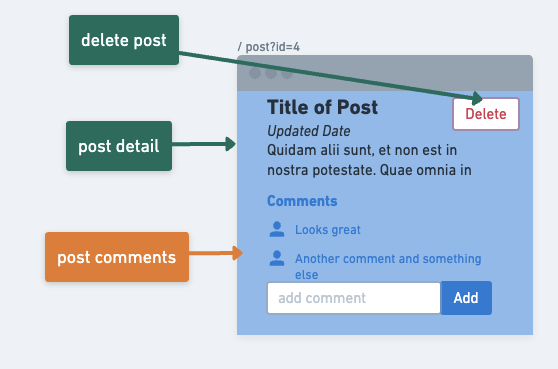 delete post
/ post?id=4
Title of Post
Delete
Updated Date
post detail
Quidam alii sunt, et non est in
nostra potestate. Quae omnia in
Comments
Looks great
post comments
Another comment and something
else
add comment
Add